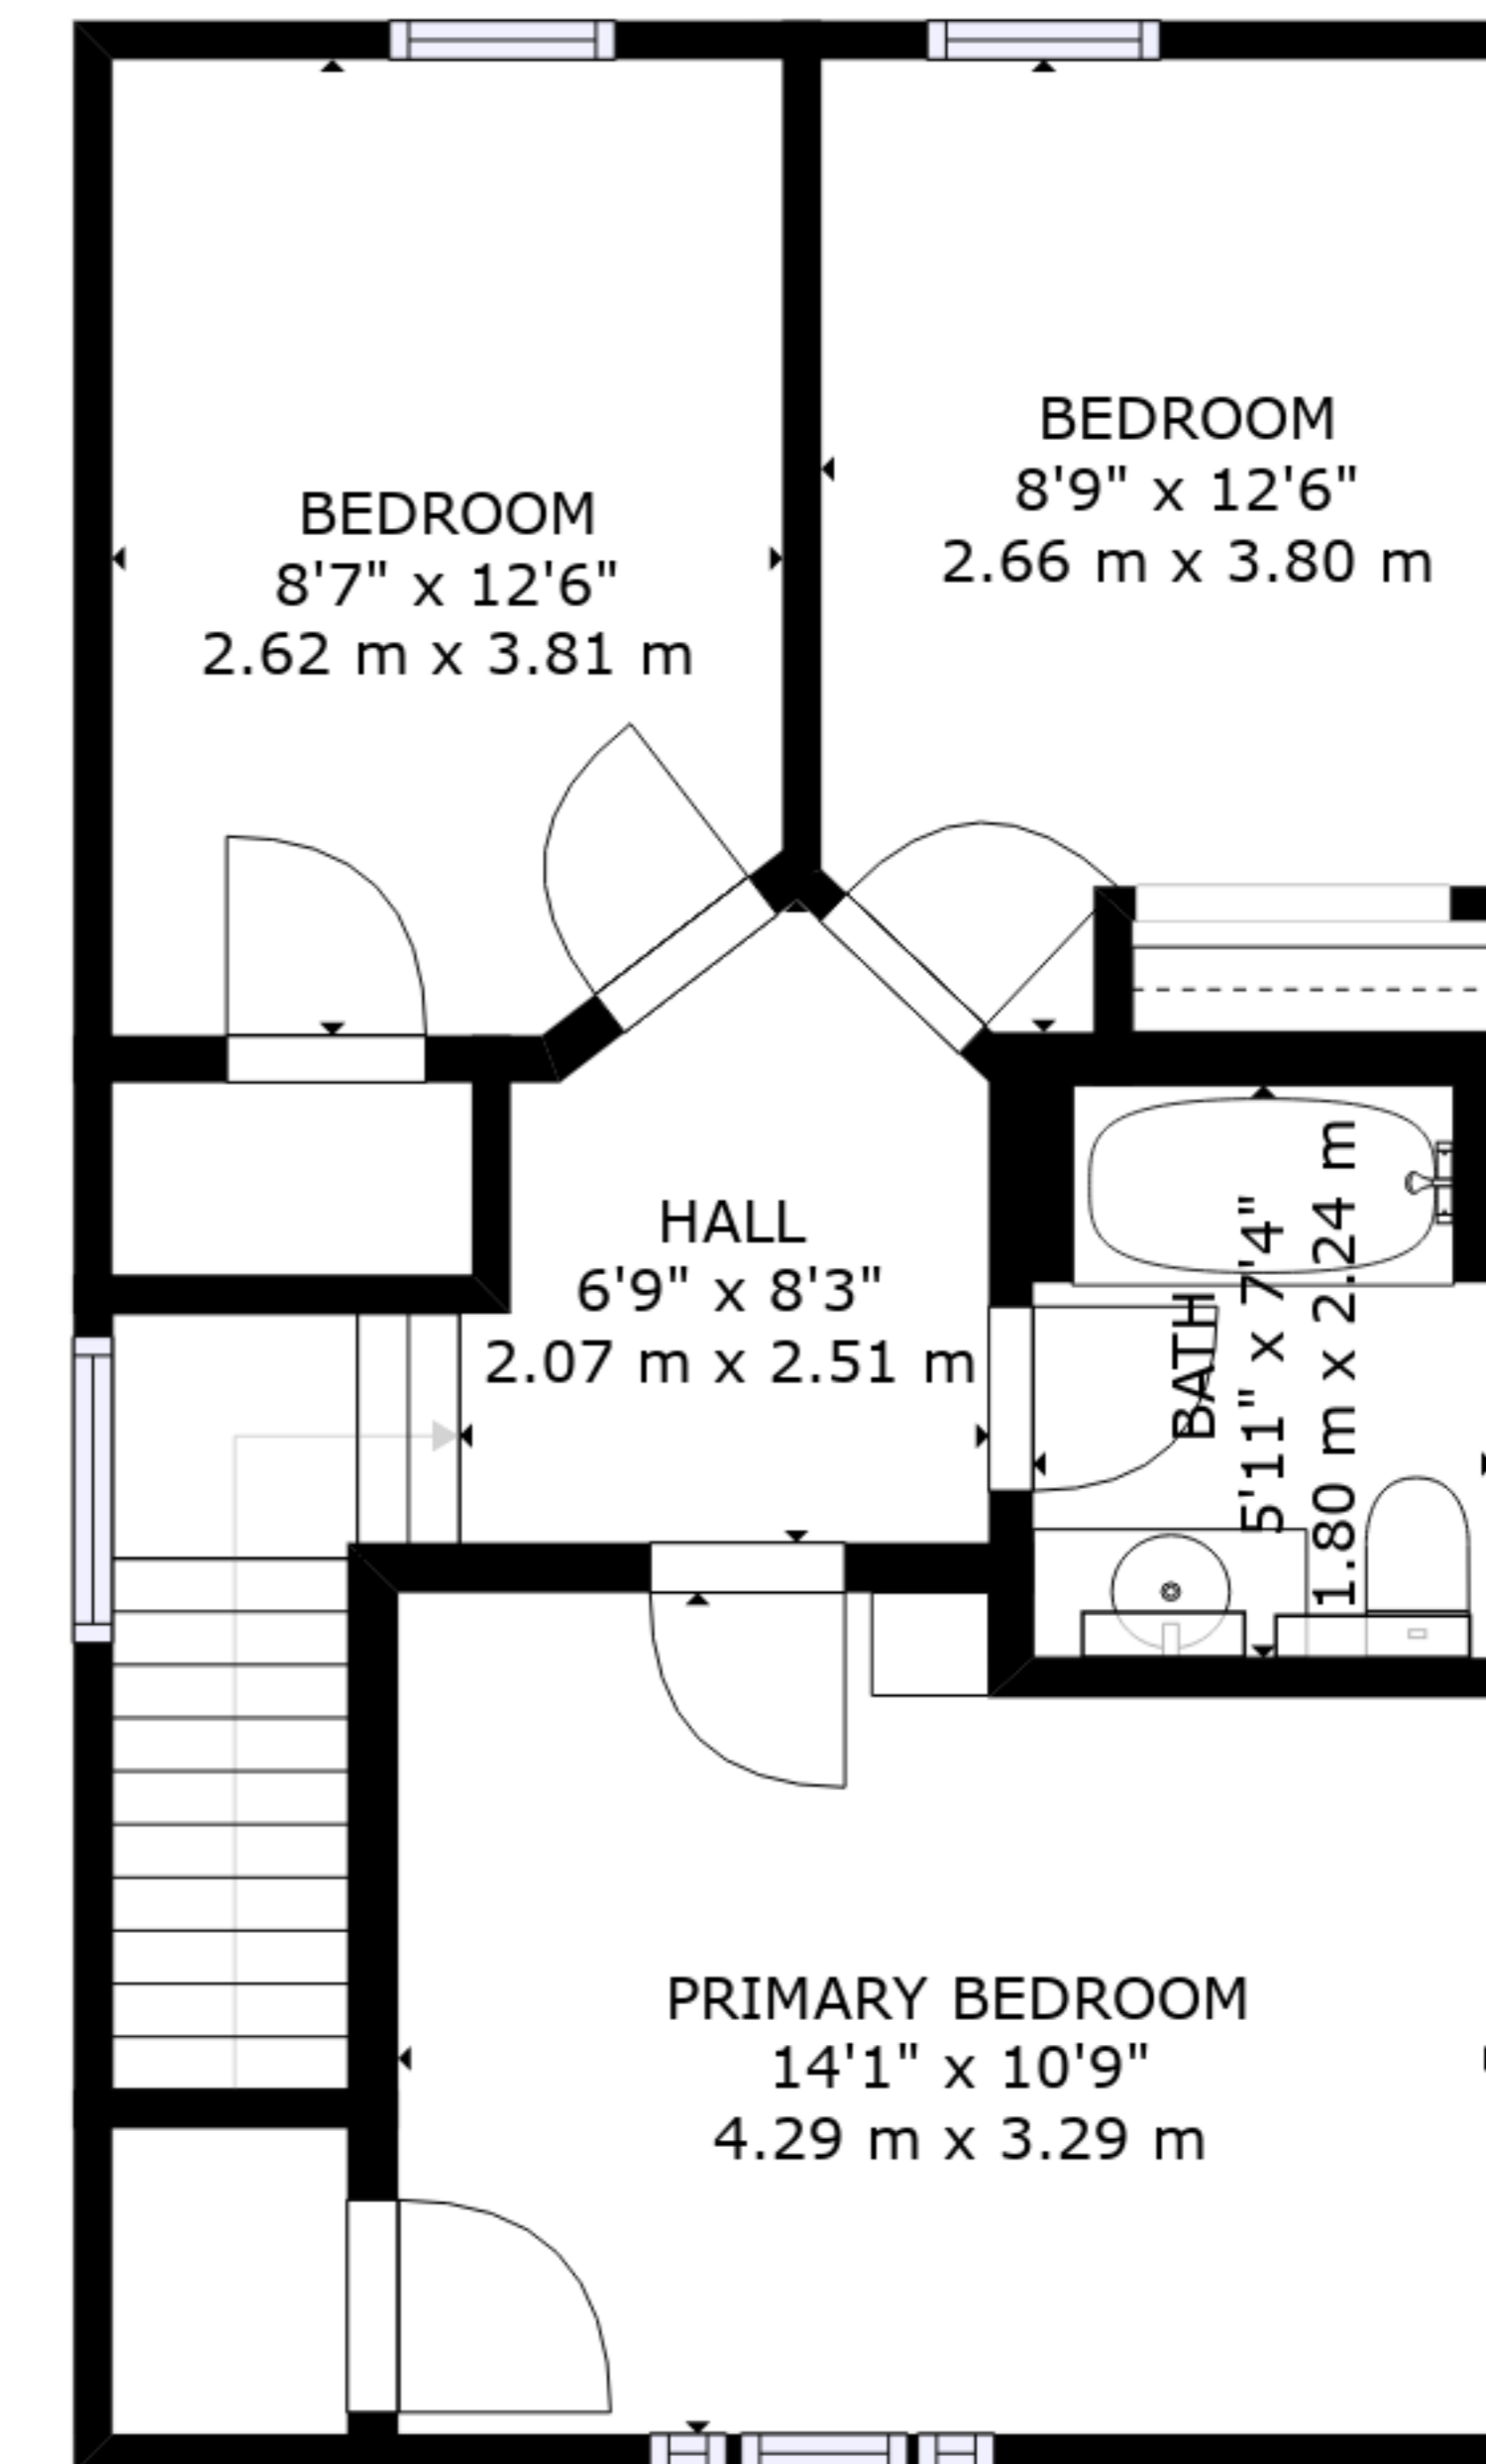 BEDROOM
8'7" x 12'6"
2.62 m x 3.81 m
BEDROOM
8'9" x 12'6"
2.66 m x 3.80 m
HALL
6'9" x 8'3"
2.07 m x 2.51 m
BATH
5'11" x 7'4"
1.80 m x 2.24 m
PRIMARY BEDROOM
14'1" x 10'9"
4.29 m x 3.29 m